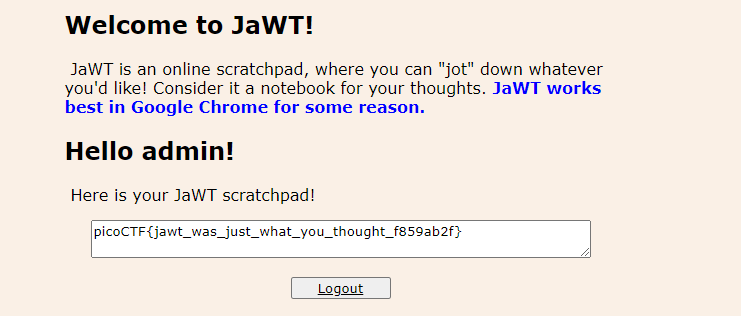 Welcome to JaWT!
JaWT is an online scratchpad, where you can "jot" down whatever
you'd like! Consider it a notebook for your thoughts. JaWT works
best in Google Chrome for some reason.
Hello admin!
Here is your JaWT scratchpad!
picoCTF{jawt_was_just_what_you_thought_f859ab2f}
Logout